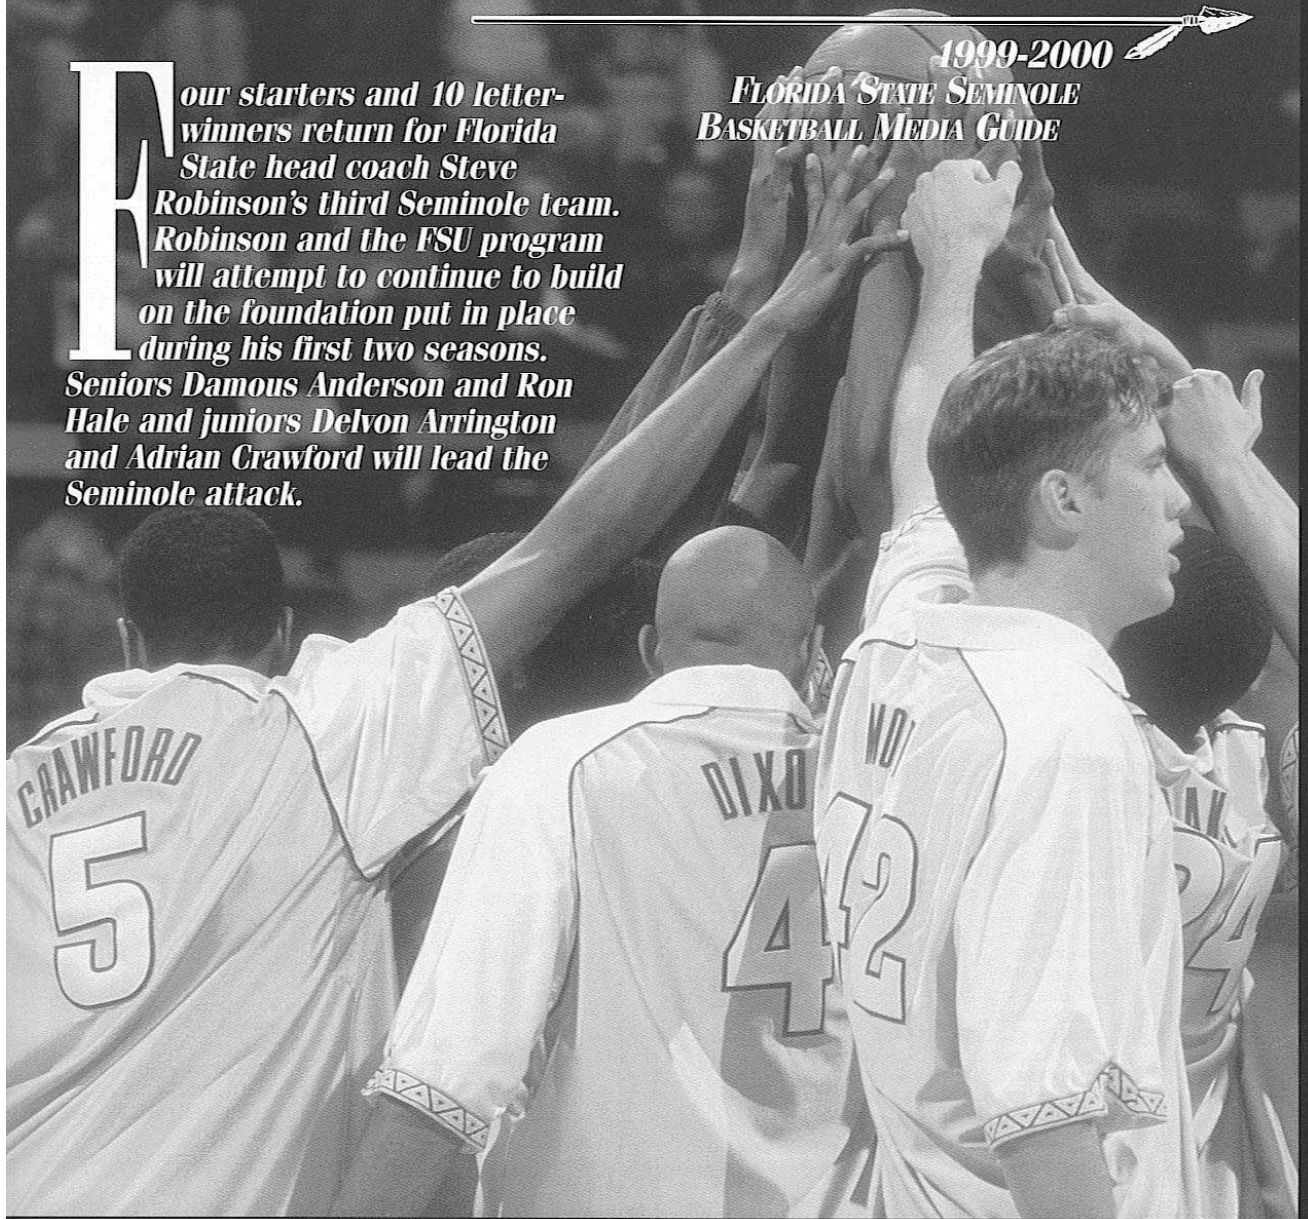 1999-2000
FLORIDA STATE SEMINOLE
BASKETBALL MEDIA GUIDE
Four starters and 10 letter-
winners return for Florida
State head coach Steve
Robinson's third Seminole team.
Robinson and the FSU program
will attempt to continue to build
on the foundation put in place
during his first two seasons.
Seniors Damous Anderson and Ron
Hale and juniors Delvon Arrington
and Adrian Crawford will lead the
Seminole attack.
CRAWFORD
5
DIXO
4
42
24